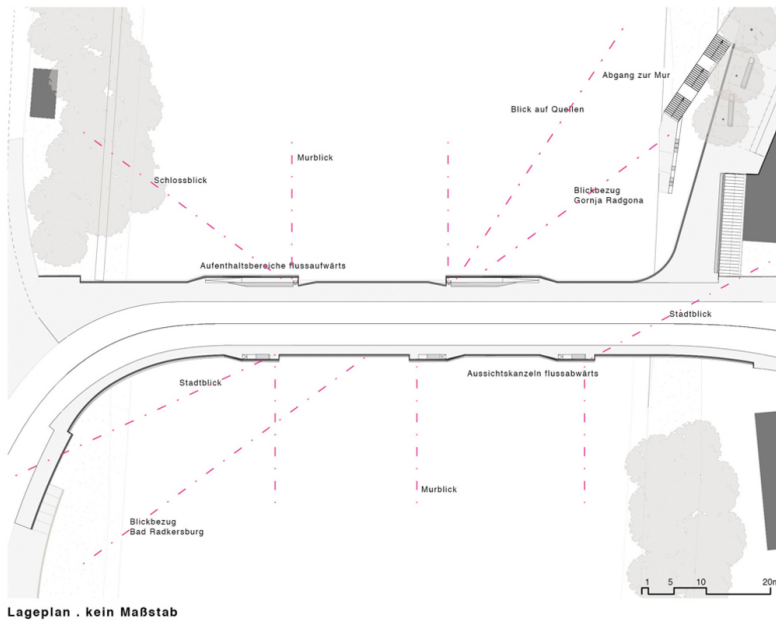 Abgang zur Mur
Blick auf Quellen
Murblick
Schlossblick
Blickbezug
Gornja Radgona
Aufenthaltsbereiche flussaufwärts
Stadtblick
Aussichtskanzeln flussabwärts
Stadtblick
Murblick
Blickbezug
Bad Radkersburg
1 5 10 20m
Lageplan . kein Maßstab